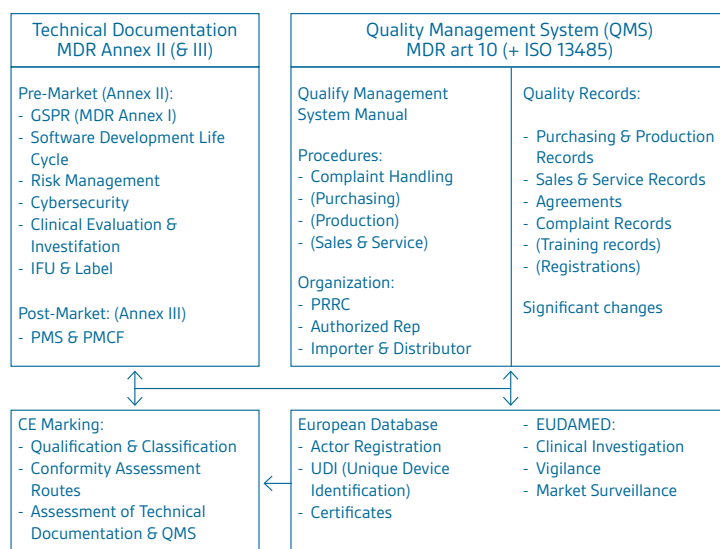 Technical Documentation
MDR Annex II (& III)
Pre-Market (Annex II):
- GSPR (MDR Annex I)
- Software Development Life
Cycle
- Risk Management
- Cybersecurity
- Clinical Evaluation &
Investifation
- IFU & Label
Post-Market: (Annex III)
- PMS & PMCF
Quality Management System (QMS)
MDR art 10 (+ ISO 13485)
Qualify Management
System Manual
Procedures:
- Complaint Handling
- (Purchasing)
- (Production)
- (Sales & Service)
Organization:
- PRRC
- Authorized Rep
- Importer & Distributor
Quality Records:
- Purchasing & Production
Records
- Sales & Service Records
- Agreements
- Complaint Records
- (Training records)
- (Registrations)
Significant changes
CE Marking:
- Qualification & Classification
- Conformity Assessment
Routes
- Assessment of Technical
Documentation & QMS
European Database
- Actor Registration
- UDI (Unique Device
Identification)
- Certificates
- EUDAMED:
- Clinical Investigation
- Vigilance
- Market Surveillance